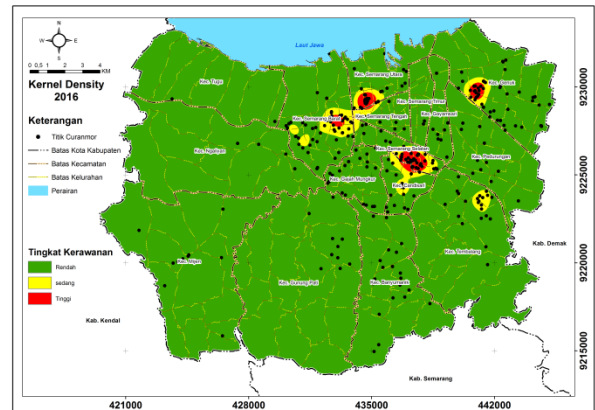 N
W E
S
0 0,5 1 2 3 4
KM
Kernel Density
2016
Keterangan
Titik Curanmor
Batas Kota Kabupaten
Batas Kecamatan
Batas Kelurahan
Perairan
Tingkat Kerawanan
Rendah
sedang
Tinggi
Laut Jawa
Kec. Tugu
Kec. Semarang Utara
Kec. Demak
Kec. Semarang Timur
Kec. Gayamsari
Kec. Semarang Barat
Kec. Semarang Tengah
Kec. Ngaliyan
Kec. Semarang Selatan
Kec. Pedurungan
Kec. Gajah Mungkur
Kec. Candisari
Kec. Tembalang
Kab. Demak
Kec. Mijen
Kec. Gunung Pati
Kec. Banyumanik
Kab. Kendal
Kab. Semarang
421000 428000 435000 442000
9230000
9225000
9220000
9215000